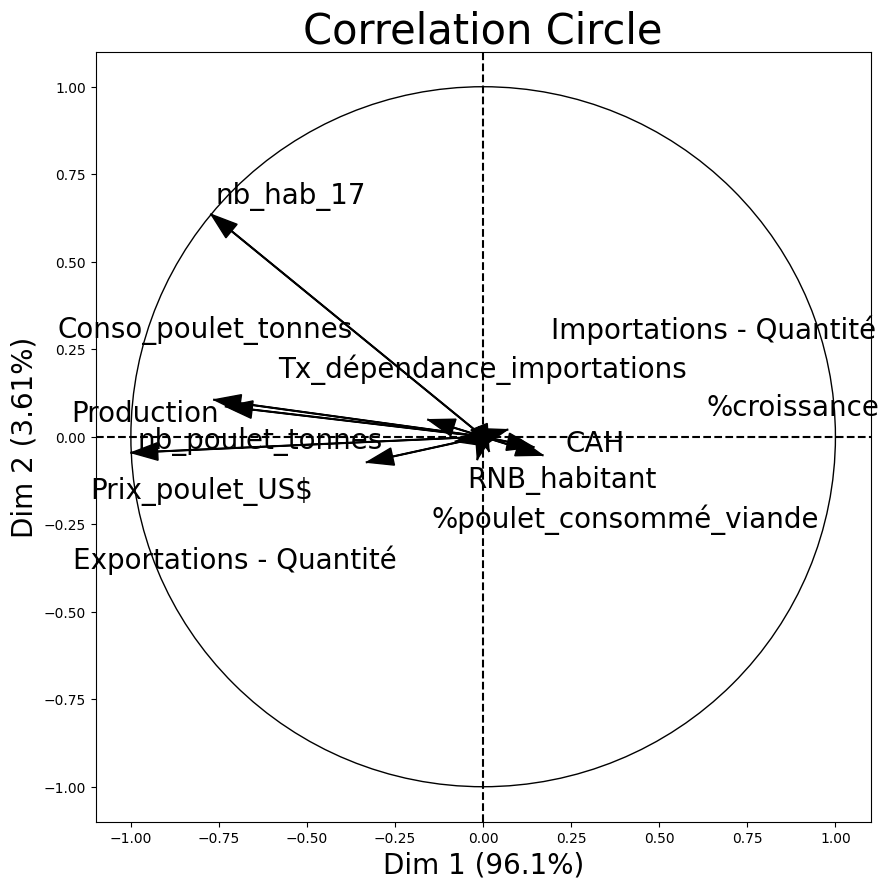 Correlation Circle
1.00
0.75
nb_hab_17
0.50
Conso_poulet_tonnes
Importations - Quantité
0.25
Tx_dépendance_importations
Production
%croissance
0.00
nb_poulet_tonnes
CAH
Prix_poulet_US$
RNB_habitant
−0.25
%poulet_consommé_viande
Exportations - Quantité
−0.50
−0.75
−1.00
Dim 2 (3.61%)
−1.00 −0.75 −0.50 −0.25 0.00 0.25 0.50 0.75 1.00
Dim 1 (96.1%)